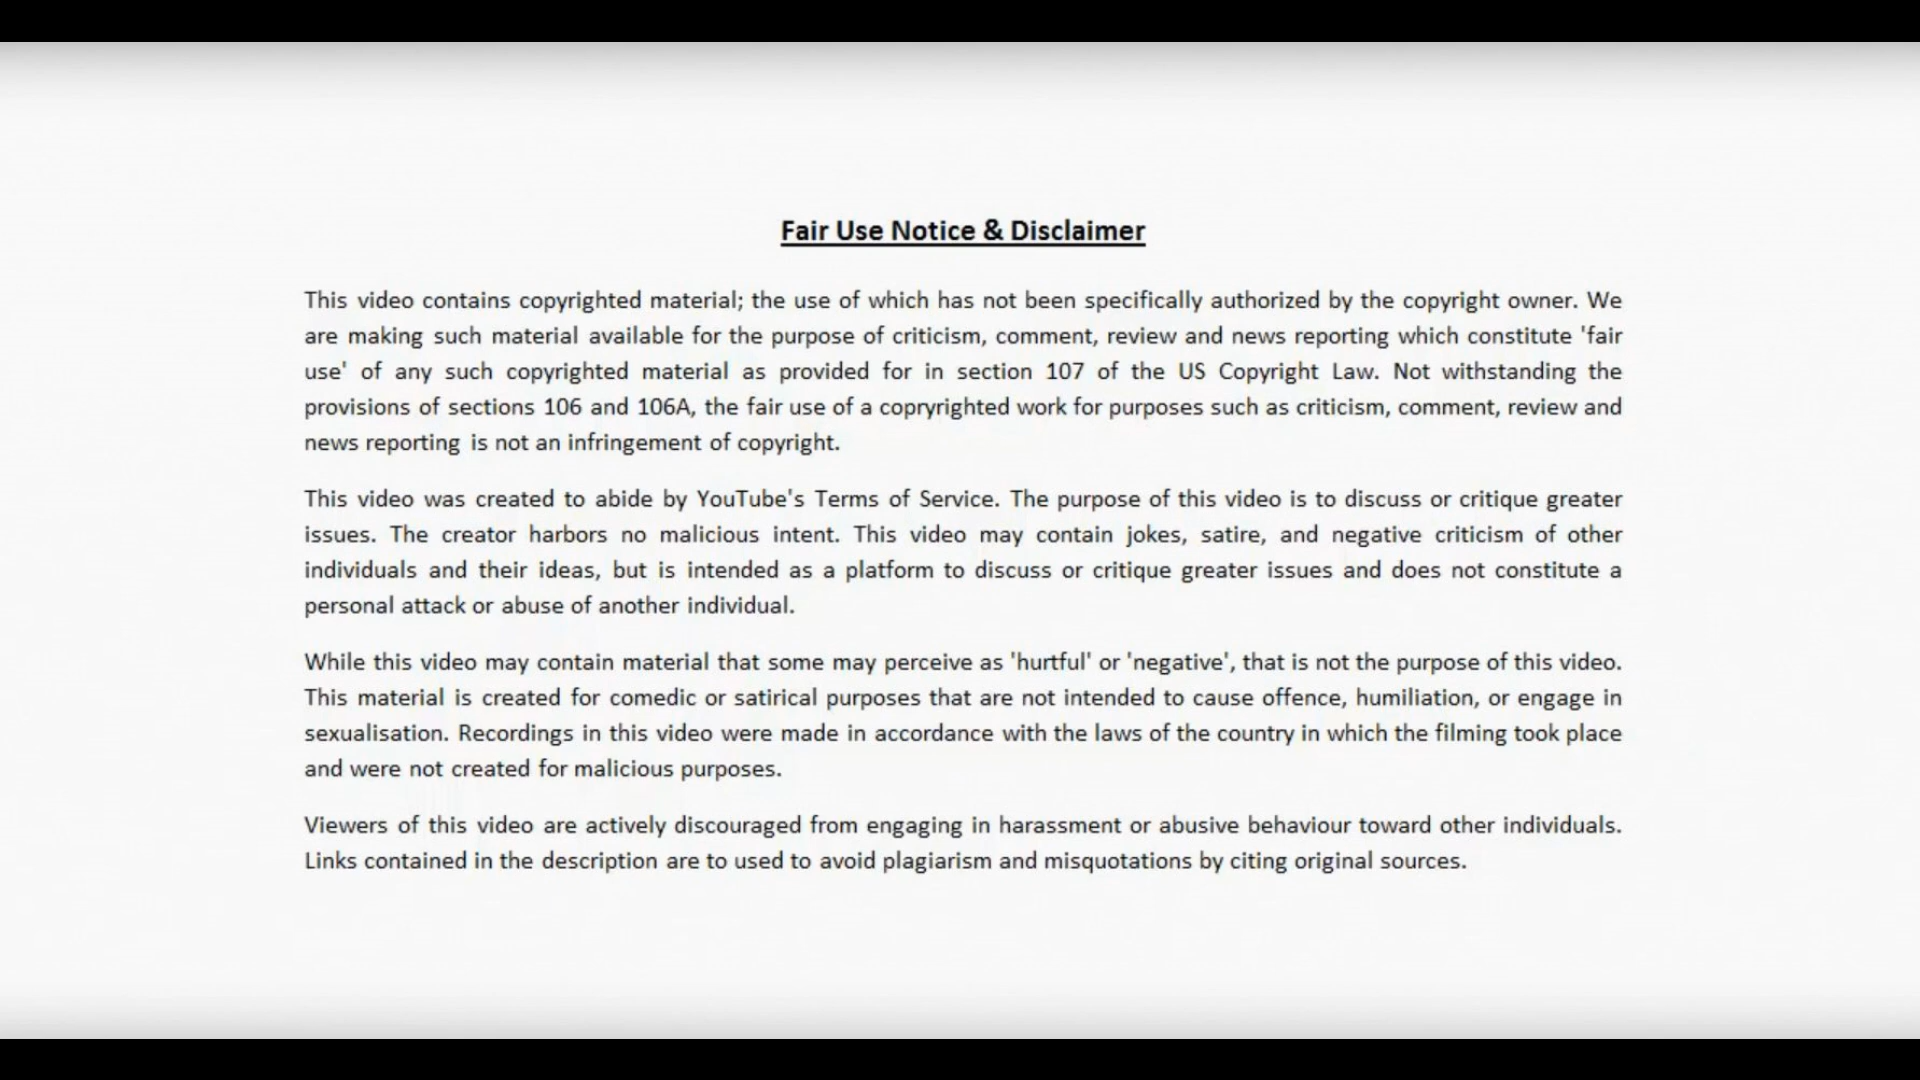 Fair Use Notice & Disclaimer
This video contains copyrighted material; the use of which has not been specifically authorized by the copyright owner. We
are making such material available for the purpose of criticism, comment, review and news reporting which constitute 'fair
use' of any such copyrighted material as provided for in section 107 of the US Copyright Law. Not withstanding the
provisions of sections 106 and 106A, the fair use of a copryrighted work for purposes such as criticism, comment, review and
news reporting is not an infringement of copyright.
This video was created to abide by YouTube's Terms of Service. The purpose of this video is to discuss or critique greater
issues. The creator harbors no malicious intent. This video may contain jokes, satire, and negative criticism of other
individuals and their ideas, but is intended as a platform to discuss or critique greater issues and does not constitute a
personal attack or abuse of another individual.
While this video may contain material that some may perceive as 'hurtful' or 'negative', that is not the purpose of this video.
This material is created for comedic or satirical purposes that are not intended to cause offence, humiliation, or engage in
sexualisation. Recordings in this video were made in accordance with the laws of the country in which the filming took place
and were not created for malicious purposes.
Viewers of this video are actively discouraged from engaging in harassment or abusive behaviour toward other individuals.
Links contained in the description are to used to avoid plagiarism and misquotations by citing original sources.